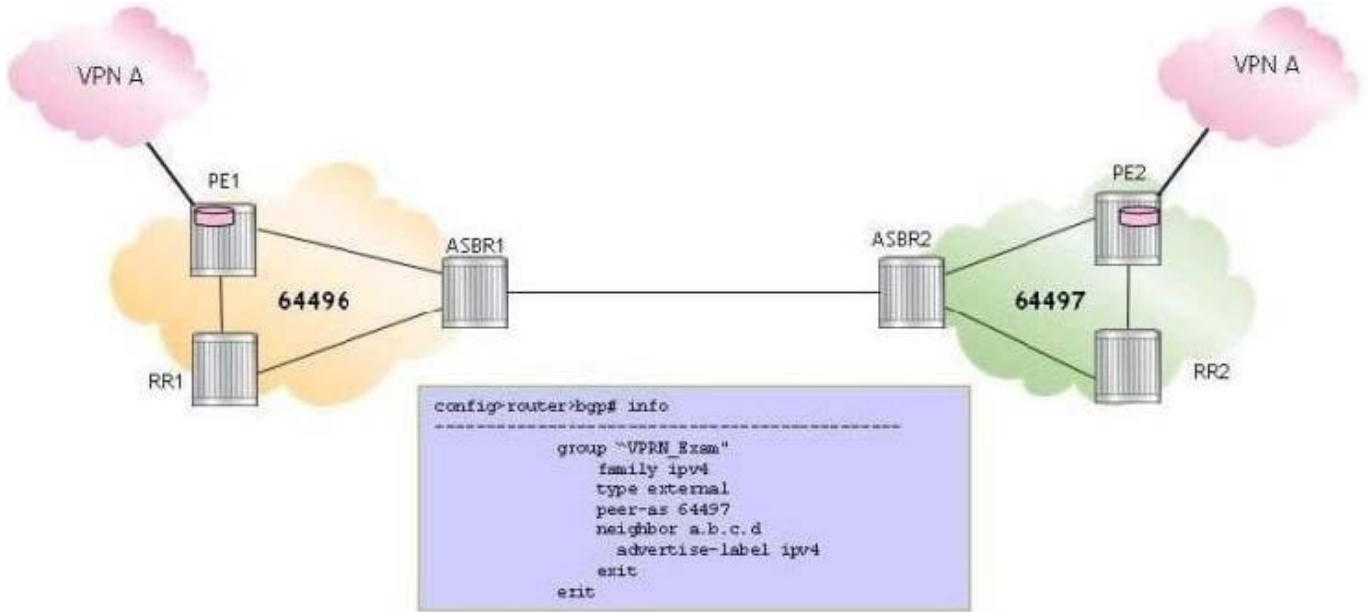 VPN A
VPN A
PE1
PE2
ASBR1
ASBR2
64496
64497
RR1
RR2
config>router>bgp# info
-----------------------------------------------
group "VPRN_Exam"
family ipv4
type external
peer-as 64497
neighbor a.b.c.d
advertise-label ipv4
exit
exit